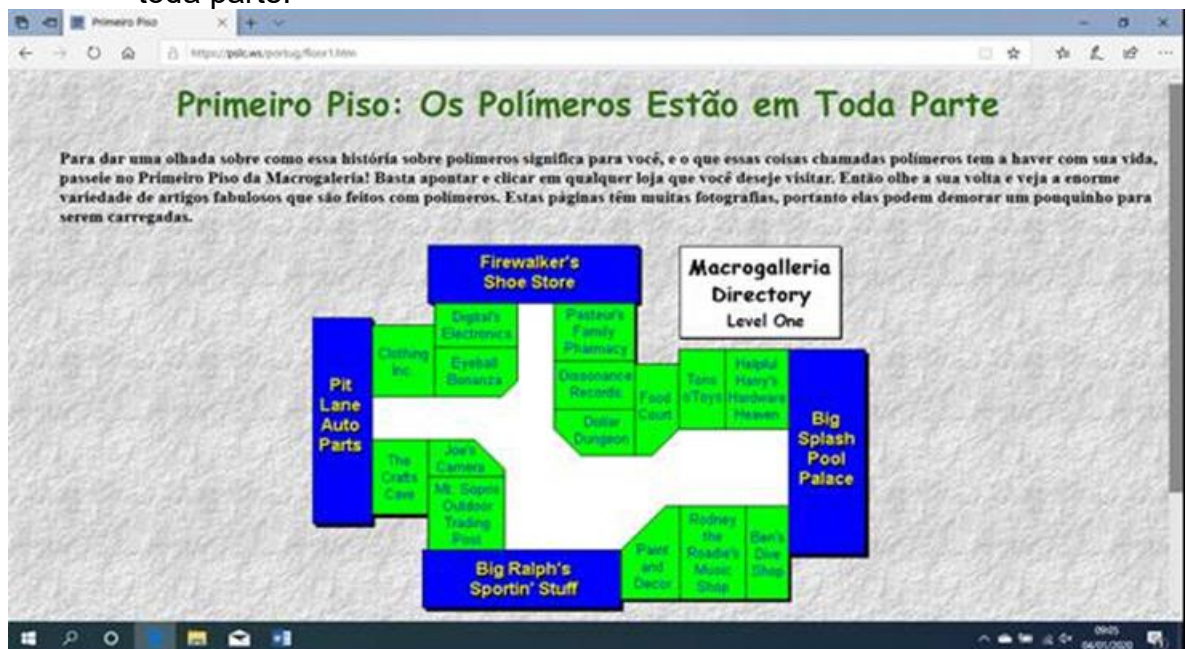 toda parte.
Primeiro Piso
https://pslc.ws/portug/floor1.htm
Primeiro Piso: Os Polímeros Estão em Toda Parte
Para dar uma olhada sobre como essa história sobre polímeros significa para você, e o que essas coisas chamadas polímeros tem a haver com sua vida,
passeie no Primeiro Piso da Macrogaleria! Basta apontar e clicar em qualquer loja que você deseje visitar. Então olhe a sua volta e veja a enorme
variedade de artigos fabulosos que são feitos com polímeros. Estas páginas têm muitas fotografias, portanto elas podem demorar um pouquinho para
serem carregadas.
Firewalker's
Shoe Store
Macrogalleria
Directory
Level One
Digital's
Electronics
Eyeball
Bonanza
Clothing
Inc.
Pasteur's
Family
Pharmacy
Dissonance
Records
Dollar
Dungeon
Food
Court
Tons
o'Toys
Helpful
Harry's
Hardware
Heaven
Pit
Lane
Auto
Parts
Big
Splash
Pool
Palace
The
Crafts
Cave
Joe's
Camera
Mt. Sopris
Outdoor
Trading
Post
Big Ralph's
Sportin' Stuff
Paint
and
Decor
Rodney
the
Roadie's
Music
Shop
Ben's
Dive
Shop
09:05
04/01/2020